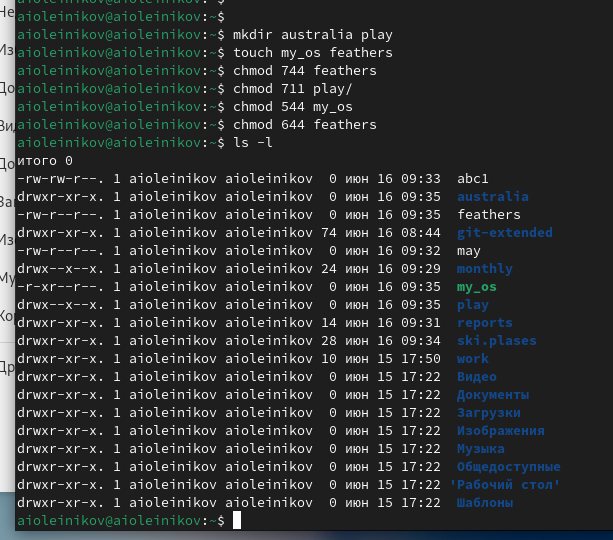 aioleinikov@aioleinikov:~$
aioleinikov@aioleinikov:~$ mkdir australia play
aioleinikov@aioleinikov:~$ touch my_os feathers
aioleinikov@aioleinikov:~$ chmod 744 feathers
aioleinikov@aioleinikov:~$ chmod 711 play/
aioleinikov@aioleinikov:~$ chmod 544 my_os
aioleinikov@aioleinikov:~$ chmod 644 feathers
aioleinikov@aioleinikov:~$ ls -l
итого 0
-rw-rw-r--. 1 aioleinikov aioleinikov  0 июн 16 09:33  abc1
drwxr-xr-x. 1 aioleinikov aioleinikov  0 июн 16 09:35  australia
-rw-r--r--. 1 aioleinikov aioleinikov  0 июн 16 09:35  feathers
drwxr-xr-x. 1 aioleinikov aioleinikov 74 июн 16 08:44  git-extended
-rw-r--r--. 1 aioleinikov aioleinikov  0 июн 16 09:32  may
drwx--x--x. 1 aioleinikov aioleinikov 24 июн 16 09:29  monthly
-r-xr--r--. 1 aioleinikov aioleinikov  0 июн 16 09:35  my_os
drwx--x--x. 1 aioleinikov aioleinikov  0 июн 16 09:35  play
drwxr-xr-x. 1 aioleinikov aioleinikov 14 июн 16 09:31  reports
drwxr-xr-x. 1 aioleinikov aioleinikov 28 июн 16 09:34  ski.plases
drwxr-xr-x. 1 aioleinikov aioleinikov 10 июн 15 17:50  work
drwxr-xr-x. 1 aioleinikov aioleinikov  0 июн 15 17:22  Видео
drwxr-xr-x. 1 aioleinikov aioleinikov  0 июн 15 17:22  Документы
drwxr-xr-x. 1 aioleinikov aioleinikov  0 июн 15 17:22  Загрузки
drwxr-xr-x. 1 aioleinikov aioleinikov  0 июн 15 17:22  Изображения
drwxr-xr-x. 1 aioleinikov aioleinikov  0 июн 15 17:22  Музыка
drwxr-xr-x. 1 aioleinikov aioleinikov  0 июн 15 17:22  Общедоступные
drwxr-xr-x. 1 aioleinikov aioleinikov  0 июн 15 17:22 'Рабочий стол'
drwxr-xr-x. 1 aioleinikov aioleinikov  0 июн 15 17:22  Шаблоны
aioleinikov@aioleinikov:~$